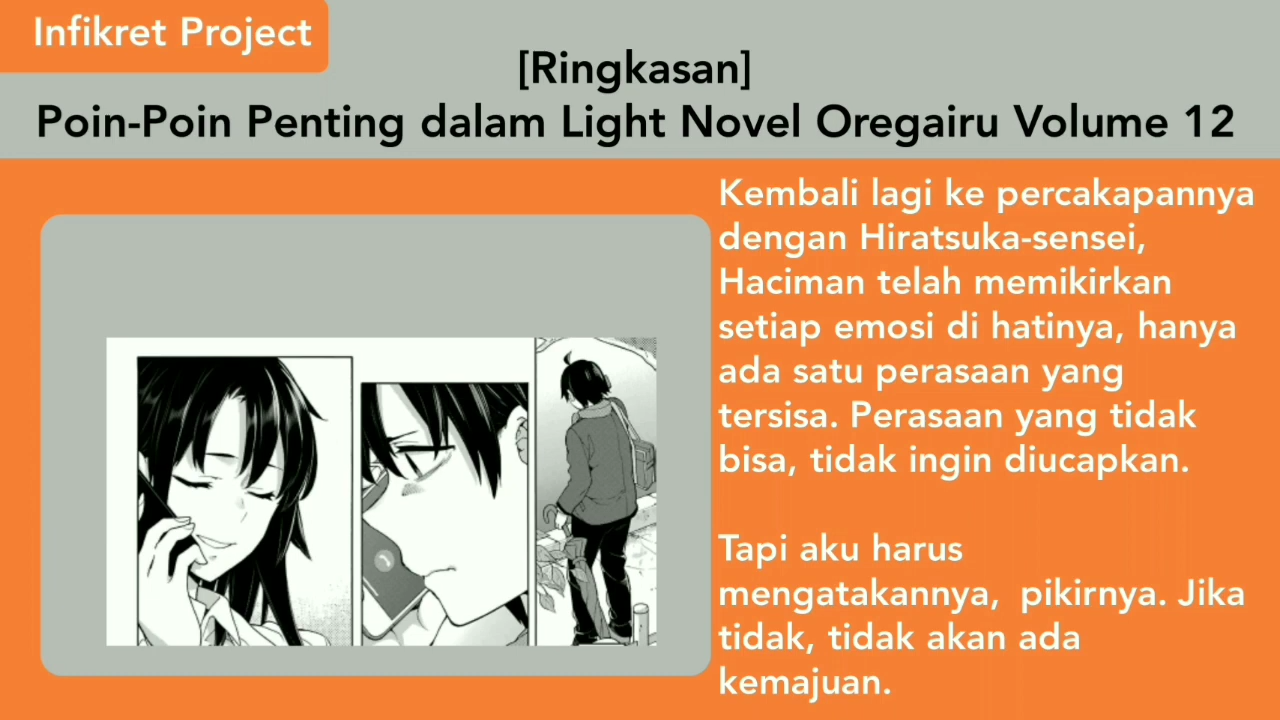 Infikret Project
[Ringkasan]
Poin-Poin Penting dalam Light Novel Oregairu Volume 12
Kembali lagi ke percakapannya
dengan Hiratsuka-sensei,
Haciman telah memikirkan
setiap emosi di hatinya, hanya
ada satu perasaan yang
tersisa. Perasaan yang tidak
bisa, tidak ingin diucapkan.
Tapi aku harus
mengatakannya,  pikirnya. Jika
tidak, tidak akan ada
kemajuan.